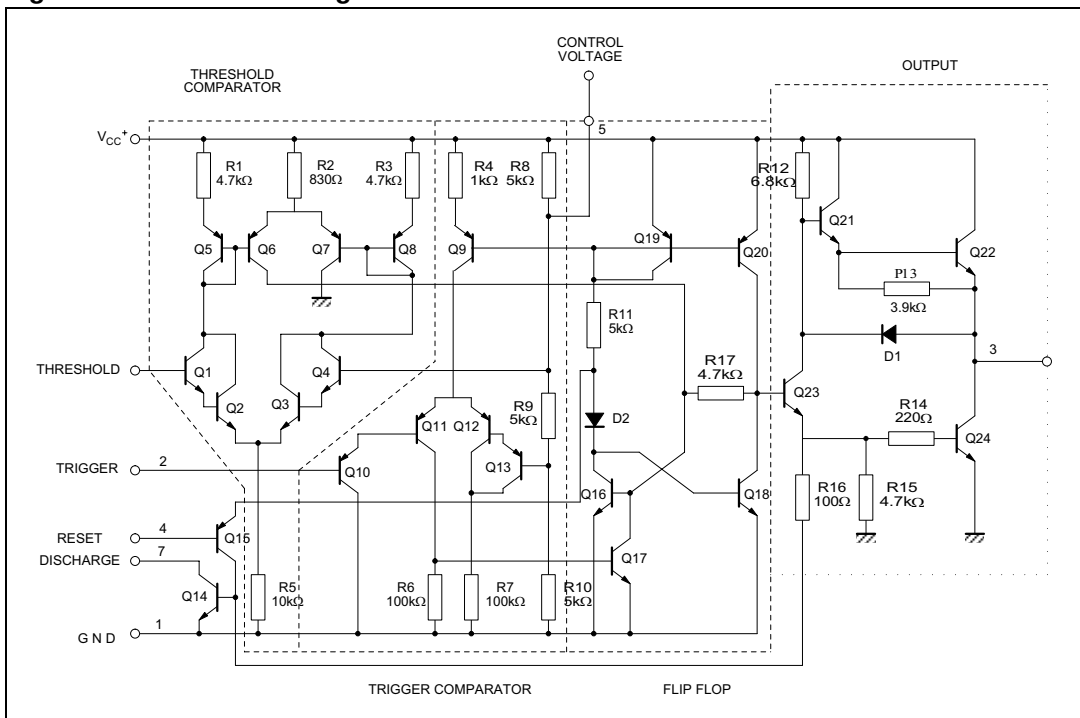 CONTROL
VOLTAGE
OUTPUT
THRESHOLD
COMPARATOR
5
VCC+
R1
4.7kΩ
R2
830Ω
R3
4.7kΩ
R4
1kΩ
R8
5kΩ
R12
6.8kΩ
Q5
Q6
Q7
Q8
Q9
Q19
Q20
Q21
Q22
P13
3.9kΩ
R11
5kΩ
D1
3
THRESHOLD
Q1
Q2
Q3
Q4
R17
4.7kΩ
Q23
R9
5kΩ
D2
R14
220Ω
Q24
Q11
Q12
Q13
TRIGGER
2
Q10
Q16
Q18
R16
100Ω
R15
4.7kΩ
RESET
4
Q15
DISCHARGE
7
Q17
Q14
R5
10kΩ
R6
100kΩ
R7
100kΩ
R10
5kΩ
GND
1
TRIGGER COMPARATOR
FLIP FLOP